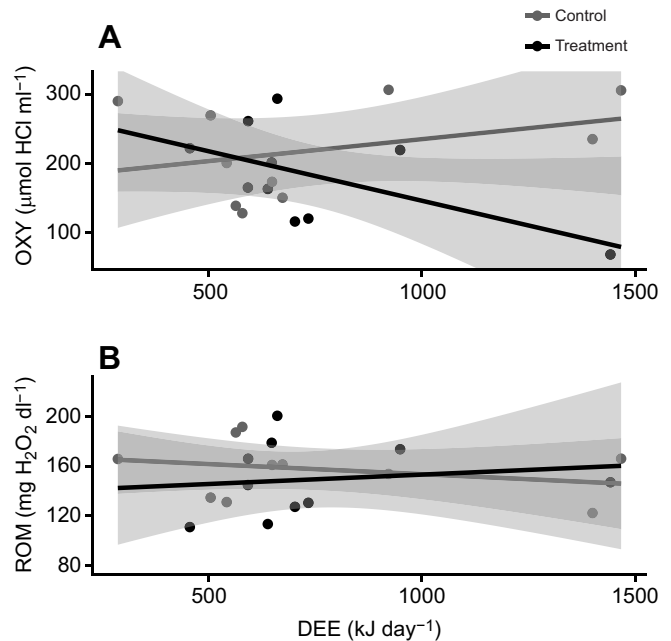 Control
Treatment
A
OXY (μmol HCl ml⁻¹)
300
200
100
500
1000
1500
B
ROM (mg H₂O₂ dl⁻¹)
200
160
120
80
500
1000
1500
DEE (kJ day⁻¹)